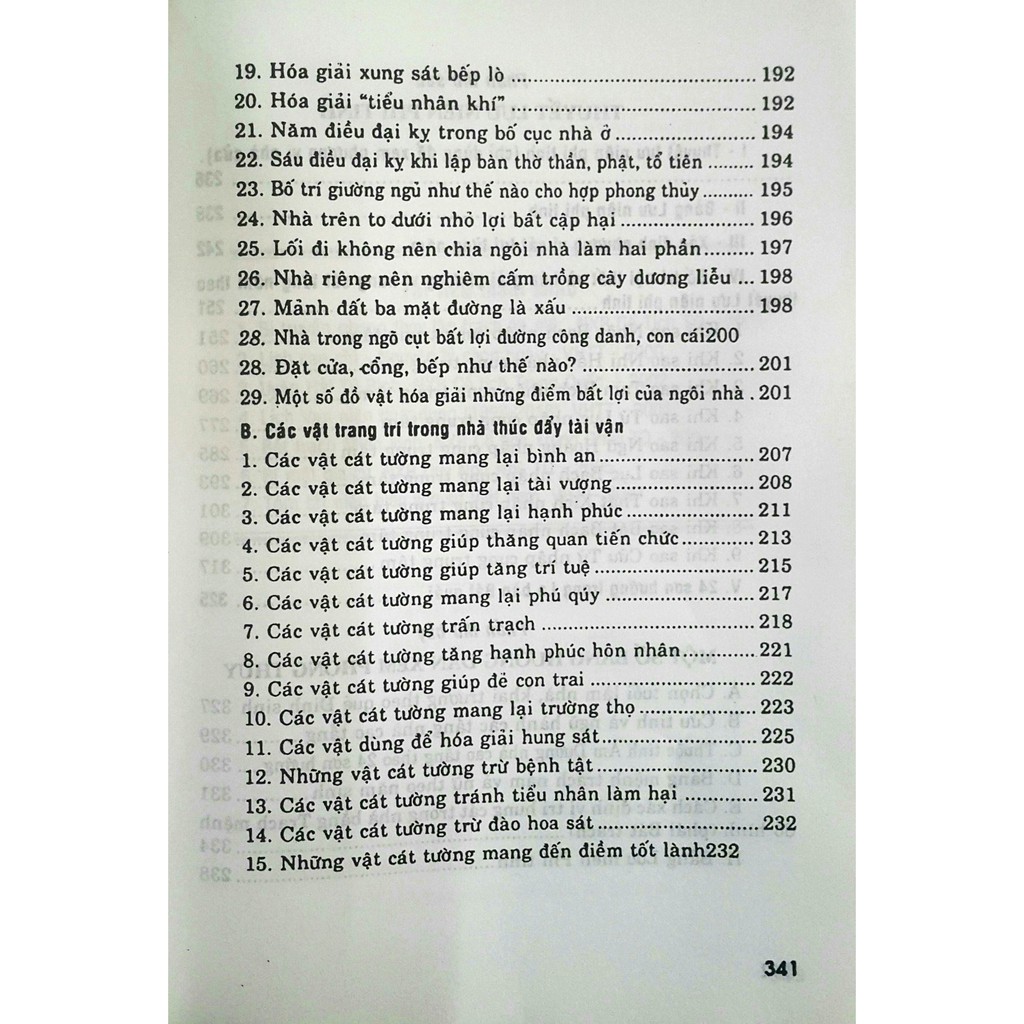 19. Hóa giải xung sát bếp lò ................................. 192
20. Hóa giải "tiểu nhân khí" ................................. 192
21. Năm điều đại kỵ trong bố cục nhà ở ................... 194
22. Sáu điều đại kỵ khi lập bàn thờ thần, phật, tổ tiên ......... 194
23. Bố trí giường ngủ như thế nào cho hợp phong thủy.......... 195
24. Nhà trên to dưới nhỏ lợi bất cập hại ................... 196
25. Lối đi không nên chia ngôi nhà làm hai phần......... 197
26. Nhà riêng nên nghiêm cấm trồng cây dương liễu ... 198
27. Mảnh đất ba mặt đường là xấu ......................... 198
28. Nhà trong ngõ cụt bất lợi đường công danh, con cái200
28. Đặt cửa, cổng, bếp như thế nào? ........................ 201
29. Một số đồ vật hóa giải những điểm bất lợi của ngôi nhà . 201
B. Các vật trang trí trong nhà thúc đẩy tài vận
1. Các vật cát tường mang lại bình an ..................... 207
2. Các vật cát tường mang lại tài vượng ................... 208
3. Các vật cát tường mang lại hạnh phúc ................. 211
4. Các vật cát tường giúp thăng quan tiến chức.......... 213
5. Các vật cát tường giúp tăng trí tuệ ...................... 215
6. Các vật cát tường mang lại phú qúy .................... 217
7. Các vật cát tường trấn trạch ............................. 218
8. Các vật cát tường tăng hạnh phúc hôn nhân.......... 221
9. Các vật cát tường giúp đẻ con trai ...................... 222
10. Các vật cát tường mang lại trường thọ ................ 223
11. Các vật dùng để hóa giải hung sát...................... 225
12. Những vật cát tường trừ bệnh tật ...................... 230
13. Các vật cát tường tránh tiểu nhân làm hại .......... 231
14. Các vật cát tường trừ đào hoa sát ...................... 232
15. Những vật cát tường mang đến điềm tốt lành232
341